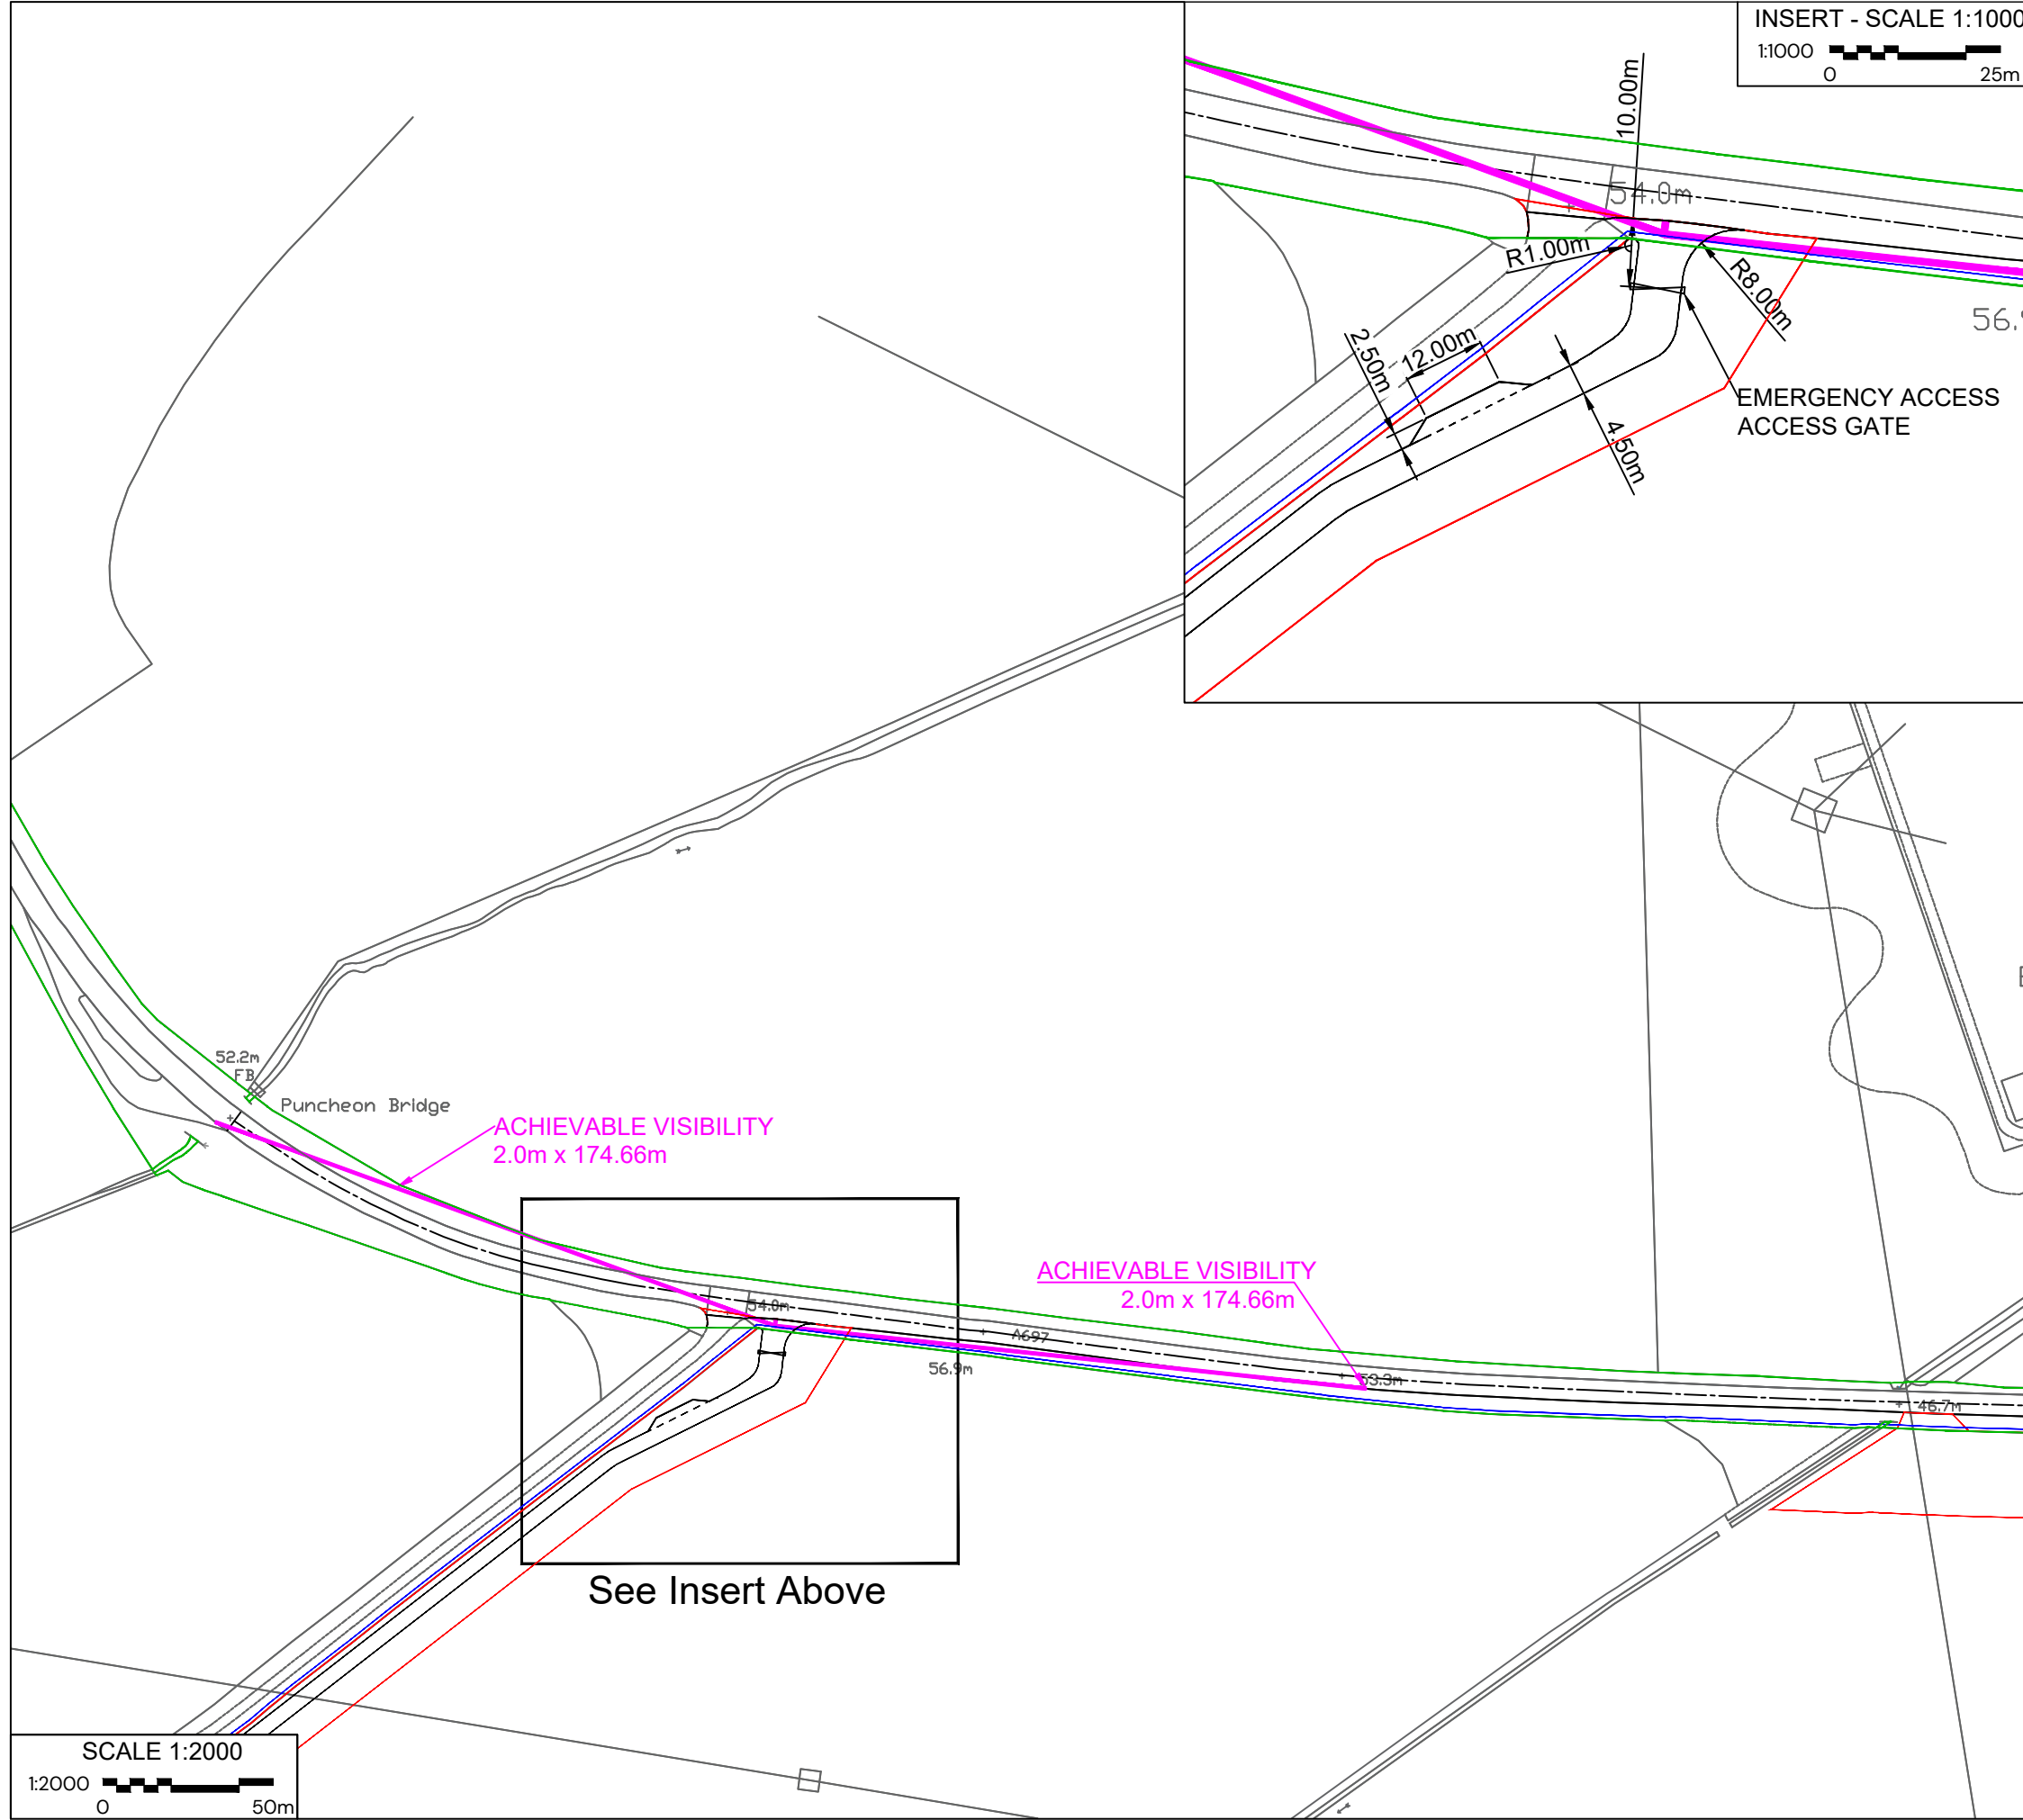 INSERT - SCALE 1:1000
1:1000
0
25m
10.00m
54.0m
R1.00m
R8.00m
2.50m
12.00m
EMERGENCY ACCESS
ACCESS GATE
4.50m
52.2m
FB
Puncheon Bridge
ACHIEVABLE VISIBILITY
2.0m x 174.66m
ACHIEVABLE VISIBILITY
2.0m x 174.66m
54.0m
A697
56.9m
53.3m
46.7m
See Insert Above
SCALE 1:2000
1:2000
0
50m